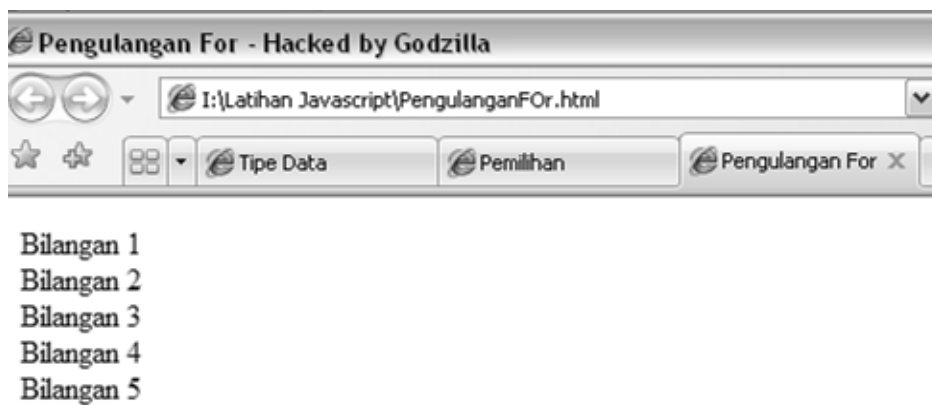 Pengulangan For - Hacked by Godzilla
I:\Latihan Javascript\PengulanganFOr.html
Tipe Data
Pemilihan
Pengulangan For
Bilangan 1
Bilangan 2
Bilangan 3
Bilangan 4
Bilangan 5